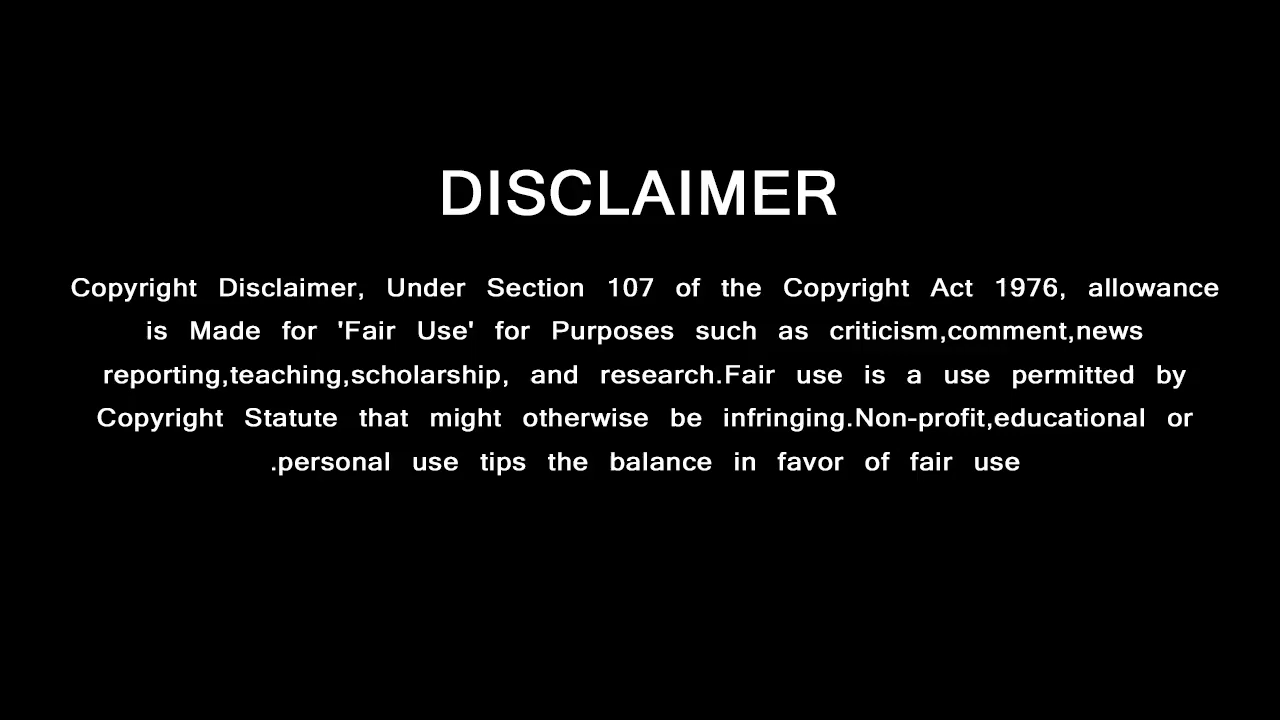 DISCLAIMER
Copyright Disclaimer, Under Section 107 of the Copyright Act 1976, allowance
is Made for 'Fair Use' for Purposes such as criticism,comment,news
reporting,teaching,scholarship, and research.Fair use is a use permitted by
Copyright Statute that might otherwise be infringing.Non-profit,educational or
.personal use tips the balance in favor of fair use